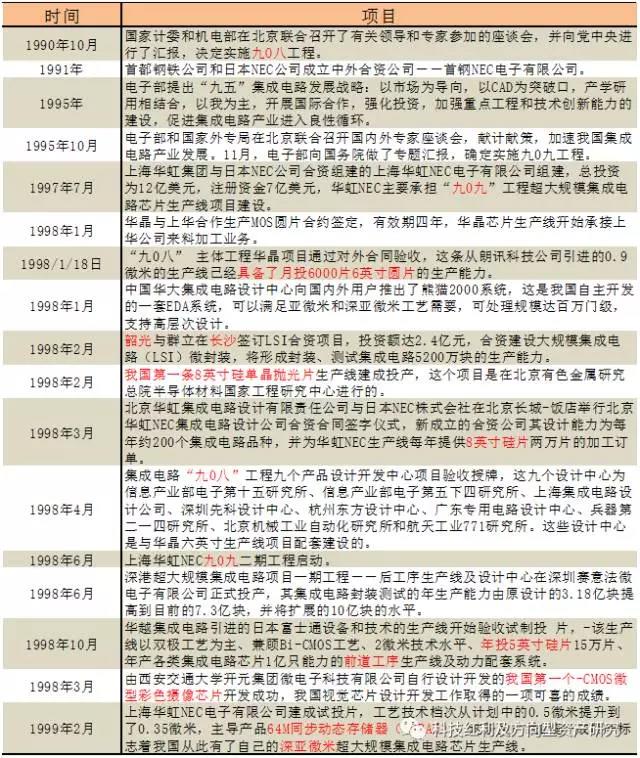 时间 项目
1990年10月 国家计委和机电部在北京联合召开了有关领导和专家参加的座谈会，并向党中央进
行了汇报，决定实施九O八工程。
1991年 首都钢铁公司和日本NEC公司成立中外合资公司——首钢NEC电子有限公司。
1995年 电子部提出“九五”集成电路发展战略：以市场为导向，以CAD为突破口，产学研
用相结合，以我为主，开展国际合作，强化投资，加强重点工程和技术创新能力的
建设，促进集成电路产业进入良性循环。
1995年10月 电子部和国家外专局在北京联合召开国内外专家座谈会，献计献策，加速我国集成
电路产业发展。11月，电子部向国务院做了专题汇报，确定实施九O九工程。
1997年7月 上海华虹集团与日本NEC公司合资组建的上海华虹NEC电子有限公司组建，总投资
为12亿美元，注册资金7亿美元，华虹NEC主要承担“九O九”工程超大规模集成电
路芯片生产线项目建设。
1998年1月 华晶与上华合作生产MOS圆片合约签定，有效期四年，华晶芯片生产线开始承接上
华公司来料加工业务。
1998/1/18日 “九O八” 主体工程华晶项目通过对外合同验收，这条从朗讯科技公司引进的0.9
微米的生产线已经具备了月投6000片6英寸圆片的生产能力。
1998年1月 中国华大集成电路设计中心向国内外用户推出了熊猫2000系统，这是我国自主开发
的一套EDA系统，可以满足亚微米和深亚微米工艺需要，可处理规模达百万门级，
支持高层次设计。
1998年2月 韶光与群立在长沙签订LSI合资项目，投资额达2.4亿元，合资建设大规模集成电
路（LSI）微封装，将形成封装、测试集成电路5200万块的生产能力。
1998年2月 我国第一条8英寸硅单晶抛光片生产线建成投产，这个项目是在北京有色金属研究
总院半导体材料国家工程研究中心进行的。
1998年3月 北京华虹集成电路设计有限责任公司与日本NEC株式会社在北京长城-饭店举行北京
华虹NEC集成电路设计公司合资合同签字仪式，新成立的合资公司其设计能力为每
年约200个集成电路品种，并为华虹NEC生产线每年提供8英寸硅片两万片的加工订
单。
1998年4月 集成电路“九O八”工程九个产品设计开发中心项目验收授牌，这九个设计中心为
信息产业部电子第十五研究所、信息产业部电子第五下四研究所、上海集成电路设
计公司、深圳先科设计中心、杭州东方设计中心、广东专用电路设计中心、兵器第
二一四研究所、北京机械工业自动化研究所和航天工业771研究所。这些设计中心
是与华晶六英寸生产线项目配套建设的。
1998年6月 上海华虹NEC九O九二期工程启动。
1998年6月 深港超大规模集成电路项目一期工程——后工序生产线及设计中心在深圳赛意法微
电子有限公司正式投产，其集成电路封装测试的年生产能力由原设计的3.18亿块提
高到目前的7.3亿块，并将扩展的10亿块的水平。
1998年10月 华越集成电路引进的日本富士通设备和技术的生产线开始验收试制投 片，-该生产
线以双极工艺为主、兼顾Bi-CMOS工艺、2微米技术水平、年投5英寸硅片15万片、
年产各类集成电路芯片1亿只能力的前道工序生产线及动力配套系统。
1998年3月 由西安交通大学开元集团微电子科技有限公司自行设计开发的我国第一个-CMOS微
型彩色摄像芯片开发成功，我国视觉芯片设计开发工作取得的一项可喜的成绩。
1999年2月 上海华虹NEC电子有限公司建成试投片，工艺技术档次从计划中的0.5微米提升到
了0.35微米，主导产品64M同步动态存储器（
着我国从此有了自己的深亚微米超大规模集成电路芯片生产线。